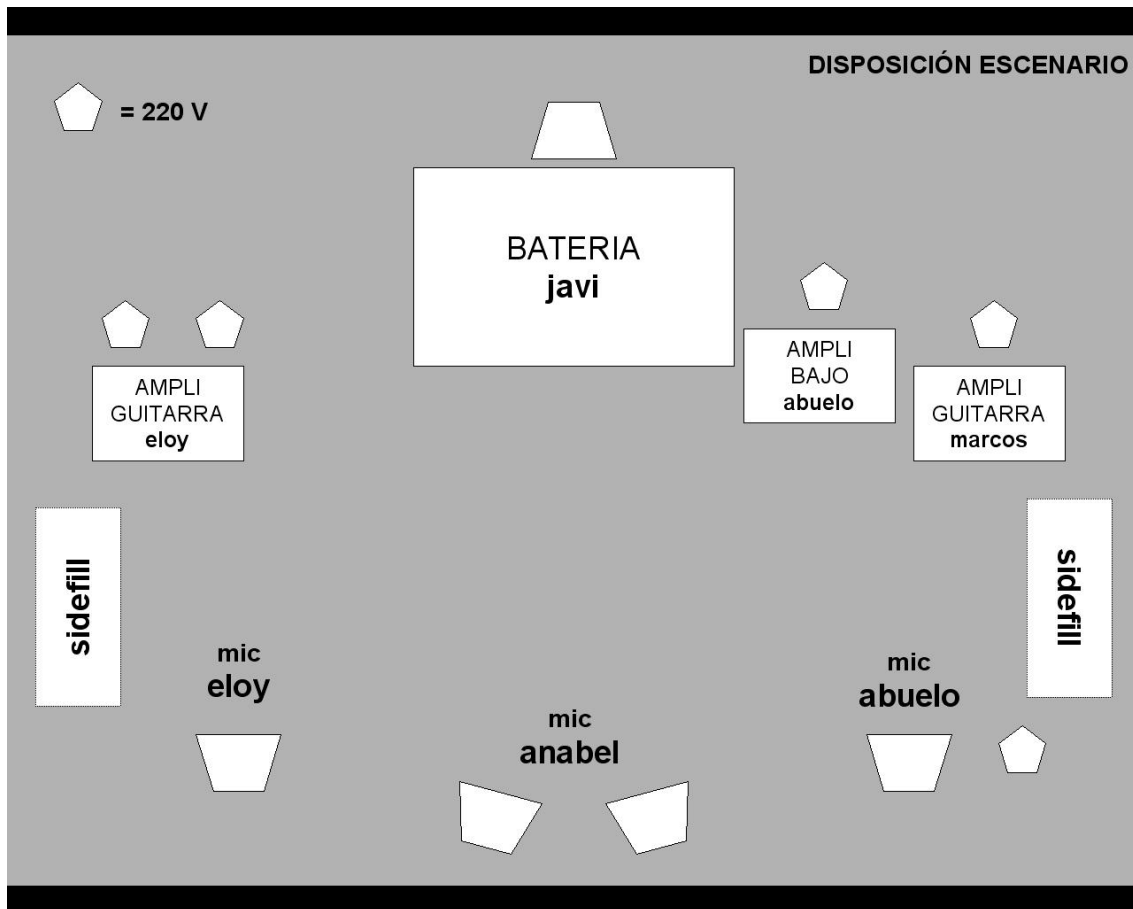 DISPOSICIÓN ESCENARIO
= 220 V
BATERIA
javi
AMPLI
BAJO
abuelo
AMPLI
GUITARRA
eloy
AMPLI
GUITARRA
marcos
sidefill
sidefill
mic
eloy
mic
anabel
mic
abuelo